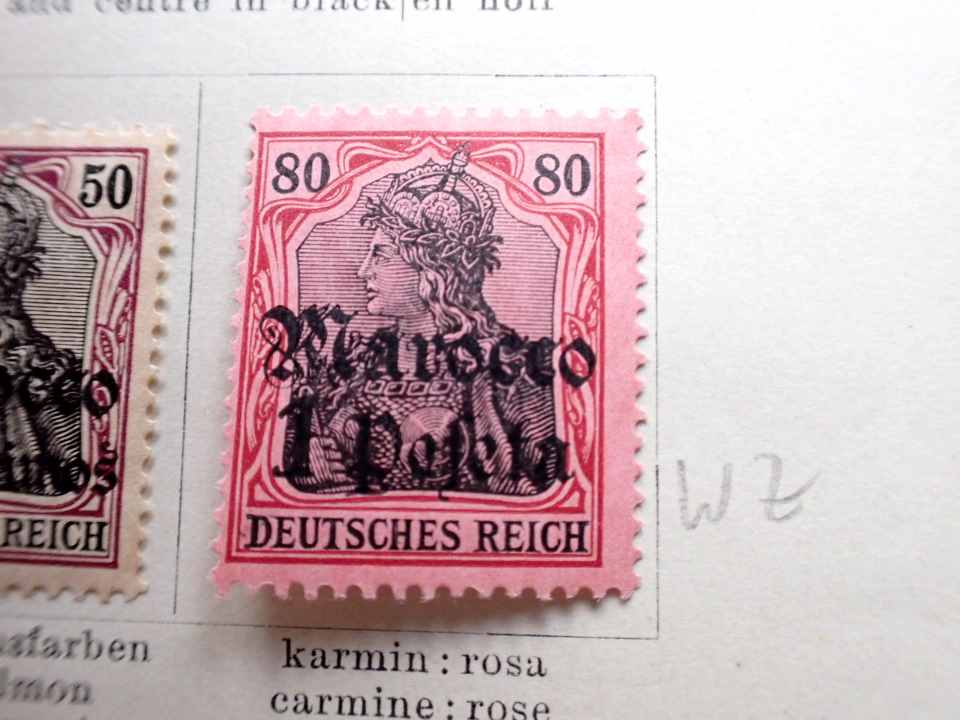 and centre in black en noir
50
80 80
Marocco
1 Peseta
REICH
DEUTSCHES REICH
WZ
karmin : rosa
carmine : rose